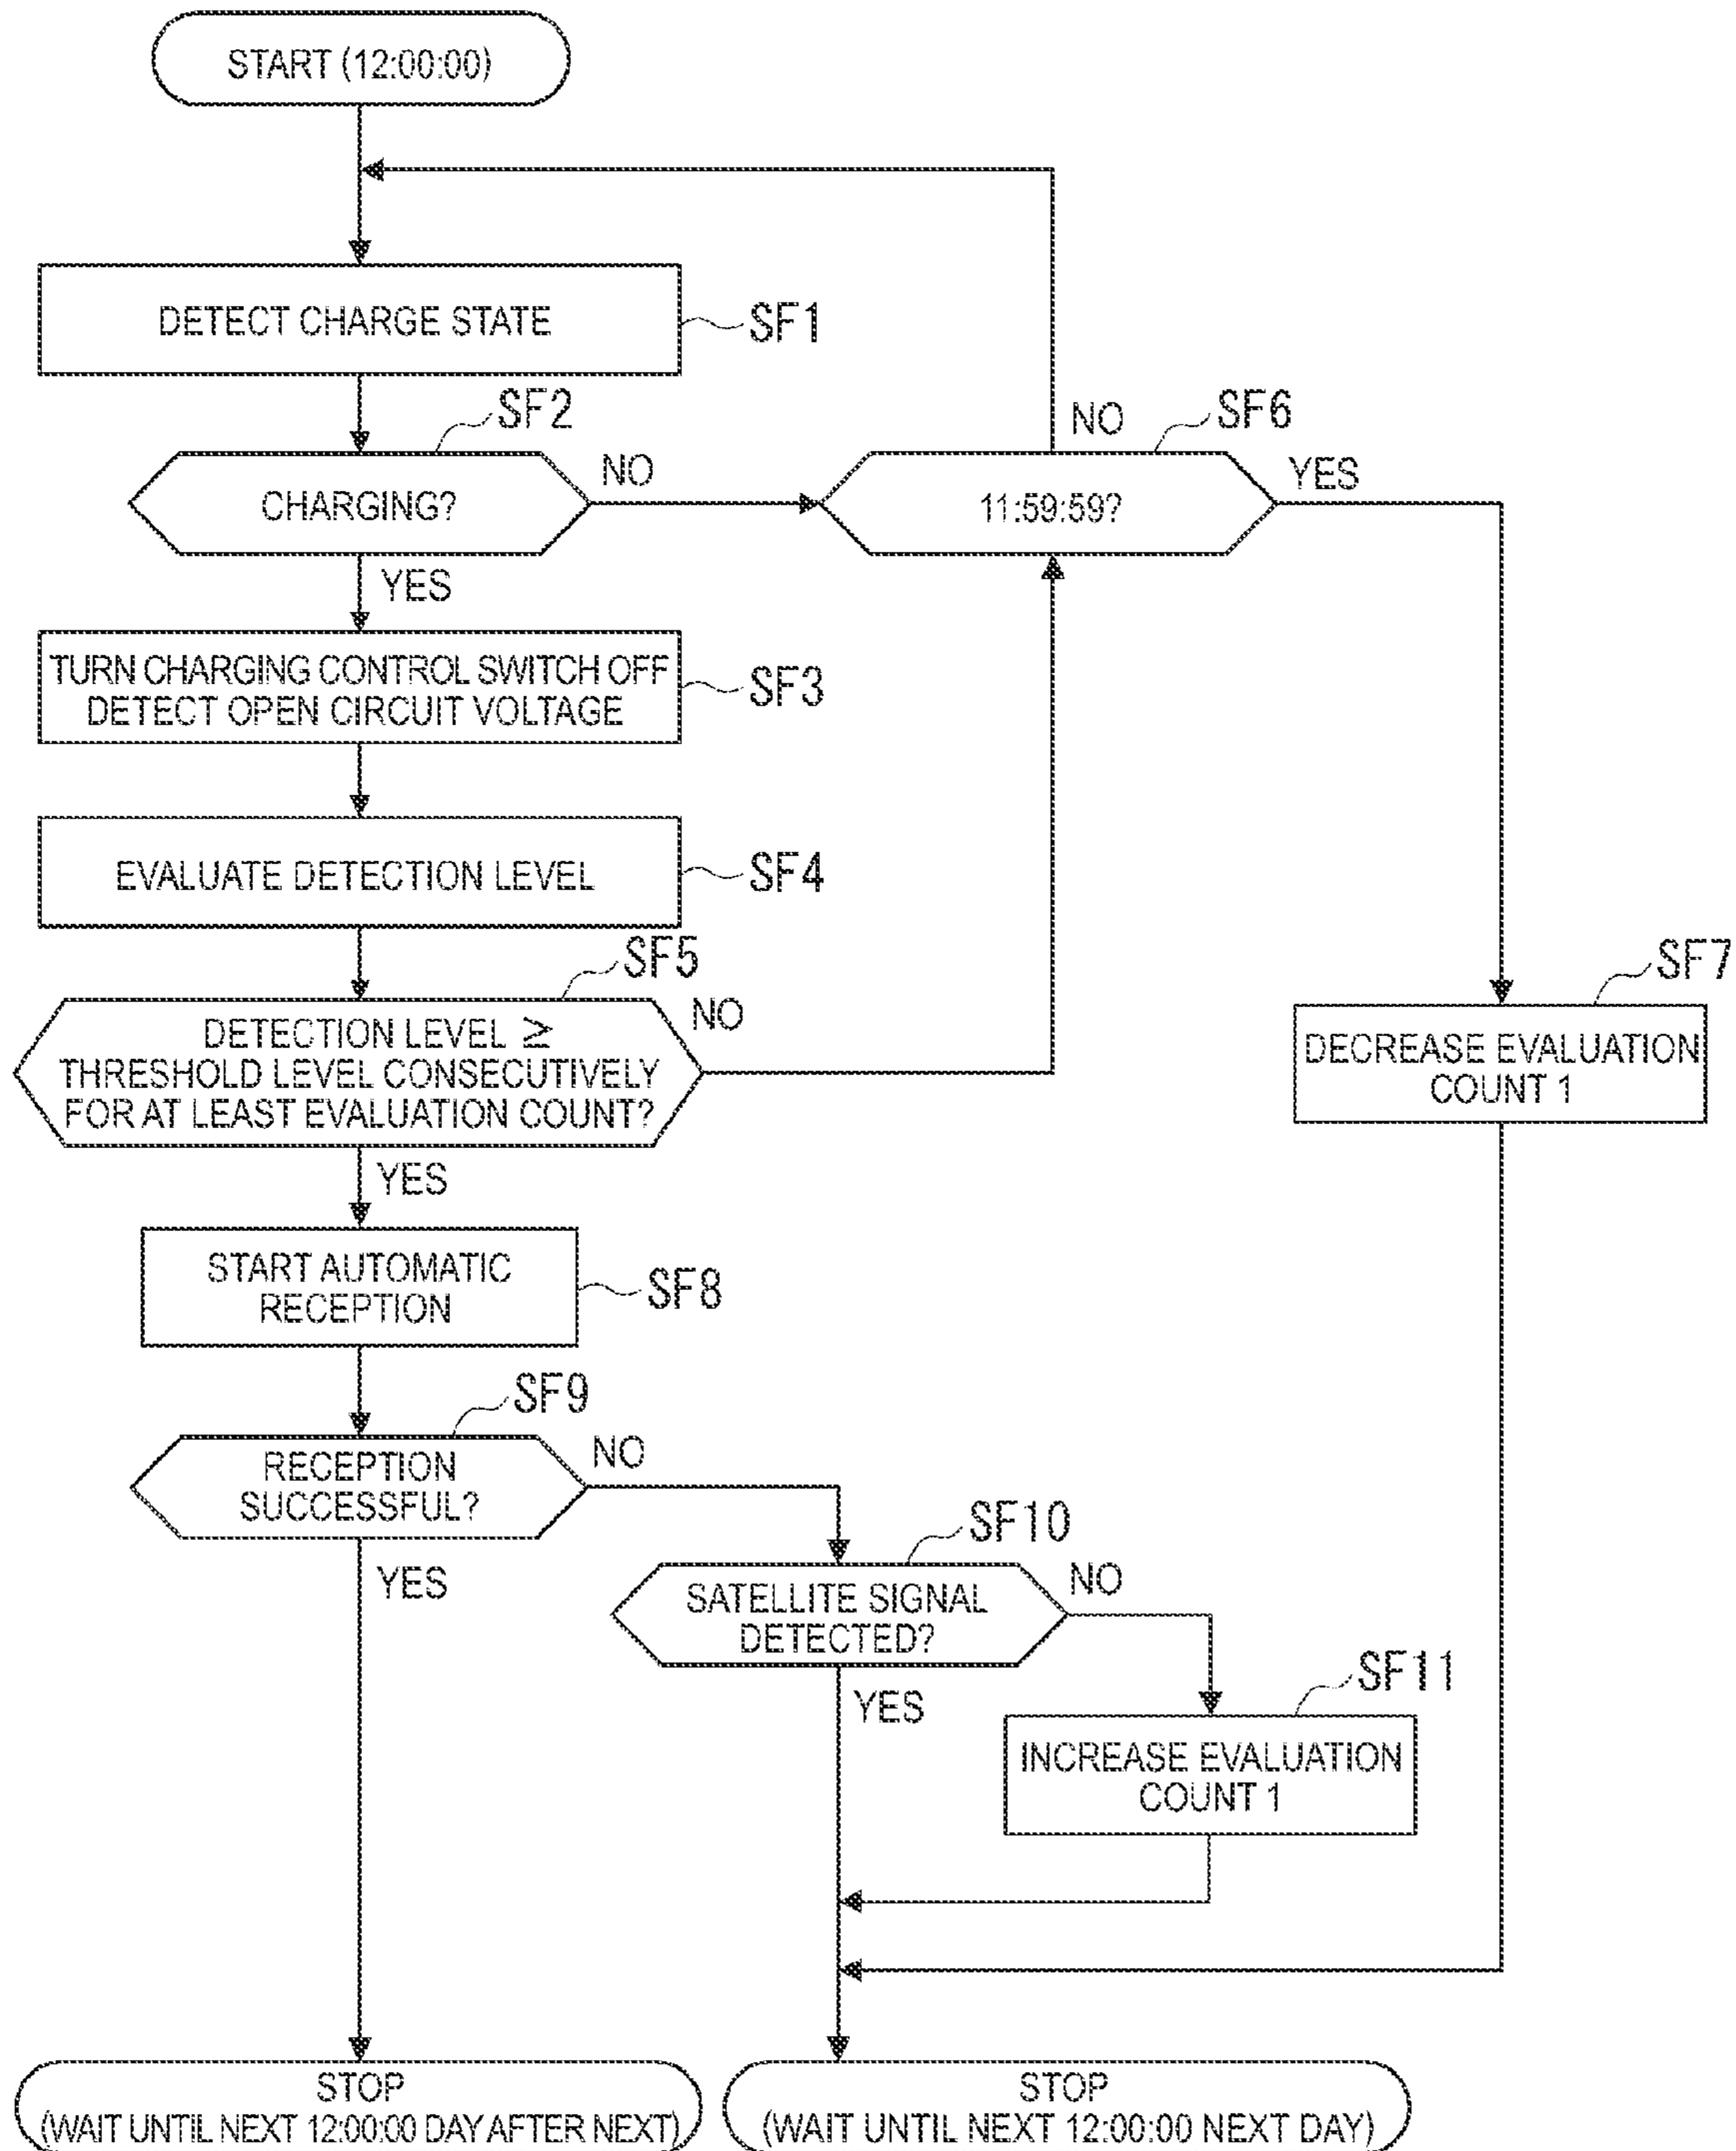 START (12:00:00)
DETECT CHARGE STATE
SF1
SF2
CHARGING?
NO
YES
NO
SF6
11:59:59?
YES
TURN CHARGING CONTROL SWITCH OFF
DETECT OPEN CIRCUIT VOLTAGE
SF3
EVALUATE DETECTION LEVEL
SF4
SF5
DETECTION LEVEL ≥
THRESHOLD LEVEL CONSECUTIVELY
FOR AT LEAST EVALUATION COUNT?
NO
YES
SF7
DECREASE EVALUATION
COUNT 1
START AUTOMATIC
RECEPTION
SF8
SF9
RECEPTION
SUCCESSFUL?
NO
YES
SF10
SATELLITE SIGNAL
DETECTED?
NO
YES
SF11
INCREASE EVALUATION
COUNT 1
STOP
(WAIT UNTIL NEXT 12:00:00 DAY AFTER NEXT)
STOP
(WAIT UNTIL NEXT 12:00:00 NEXT DAY)